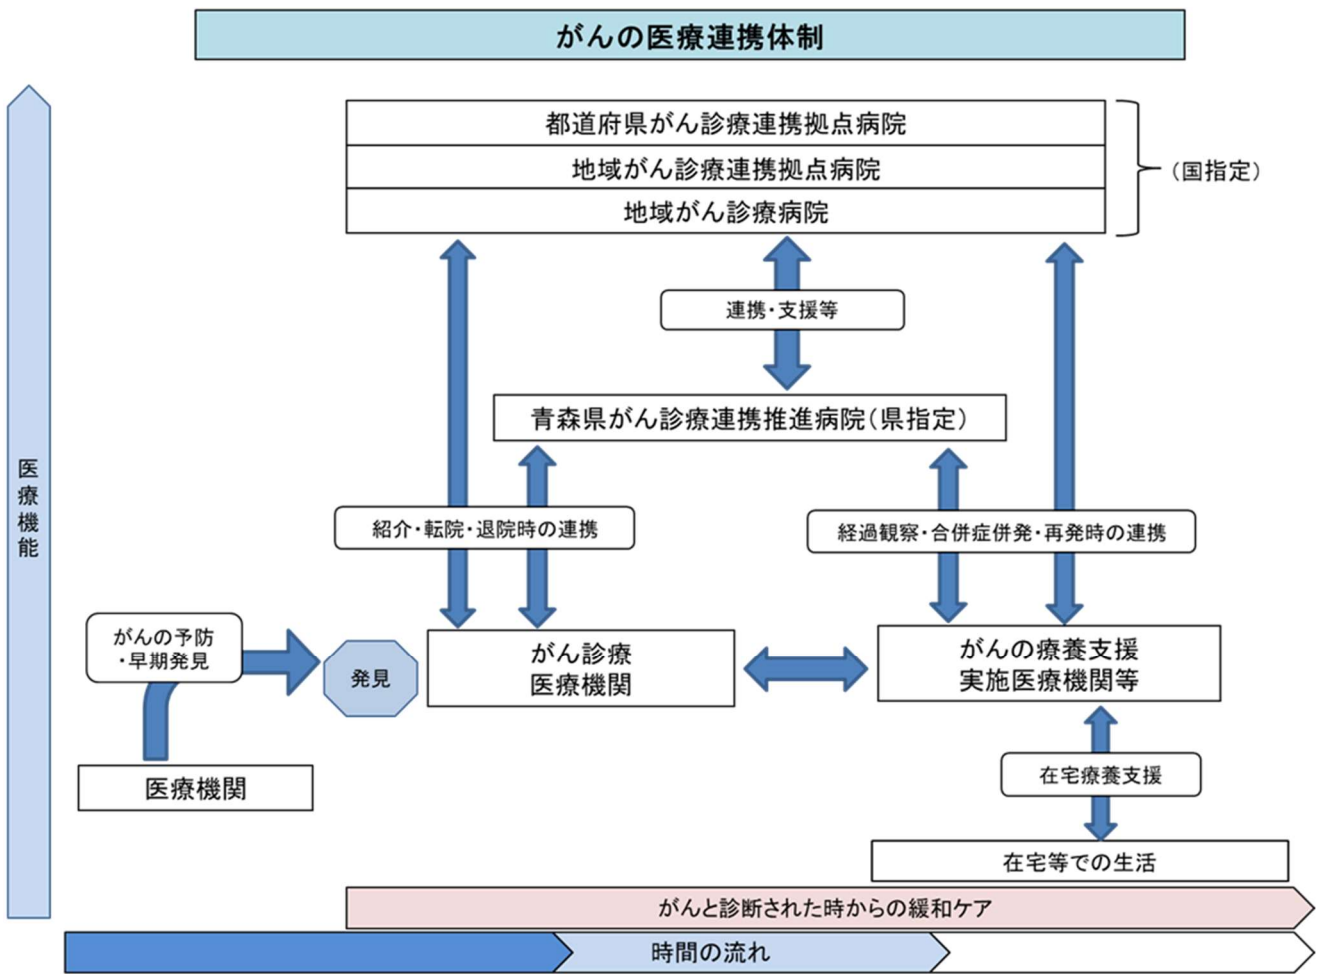 がんの医療連携体制
都道府県がん診療連携拠点病院
地域がん診療連携拠点病院
地域がん診療病院
（国指定）
連携・支援等
青森県がん診療連携推進病院（県指定）
医療機能
紹介・転院・退院時の連携
経過観察・合併症併発・再発時の連携
がんの予防
・早期発見
発見
がん診療
医療機関
がんの療養支援
実施医療機関等
医療機関
在宅療養支援
在宅等での生活
がんと診断された時からの緩和ケア
時間の流れ